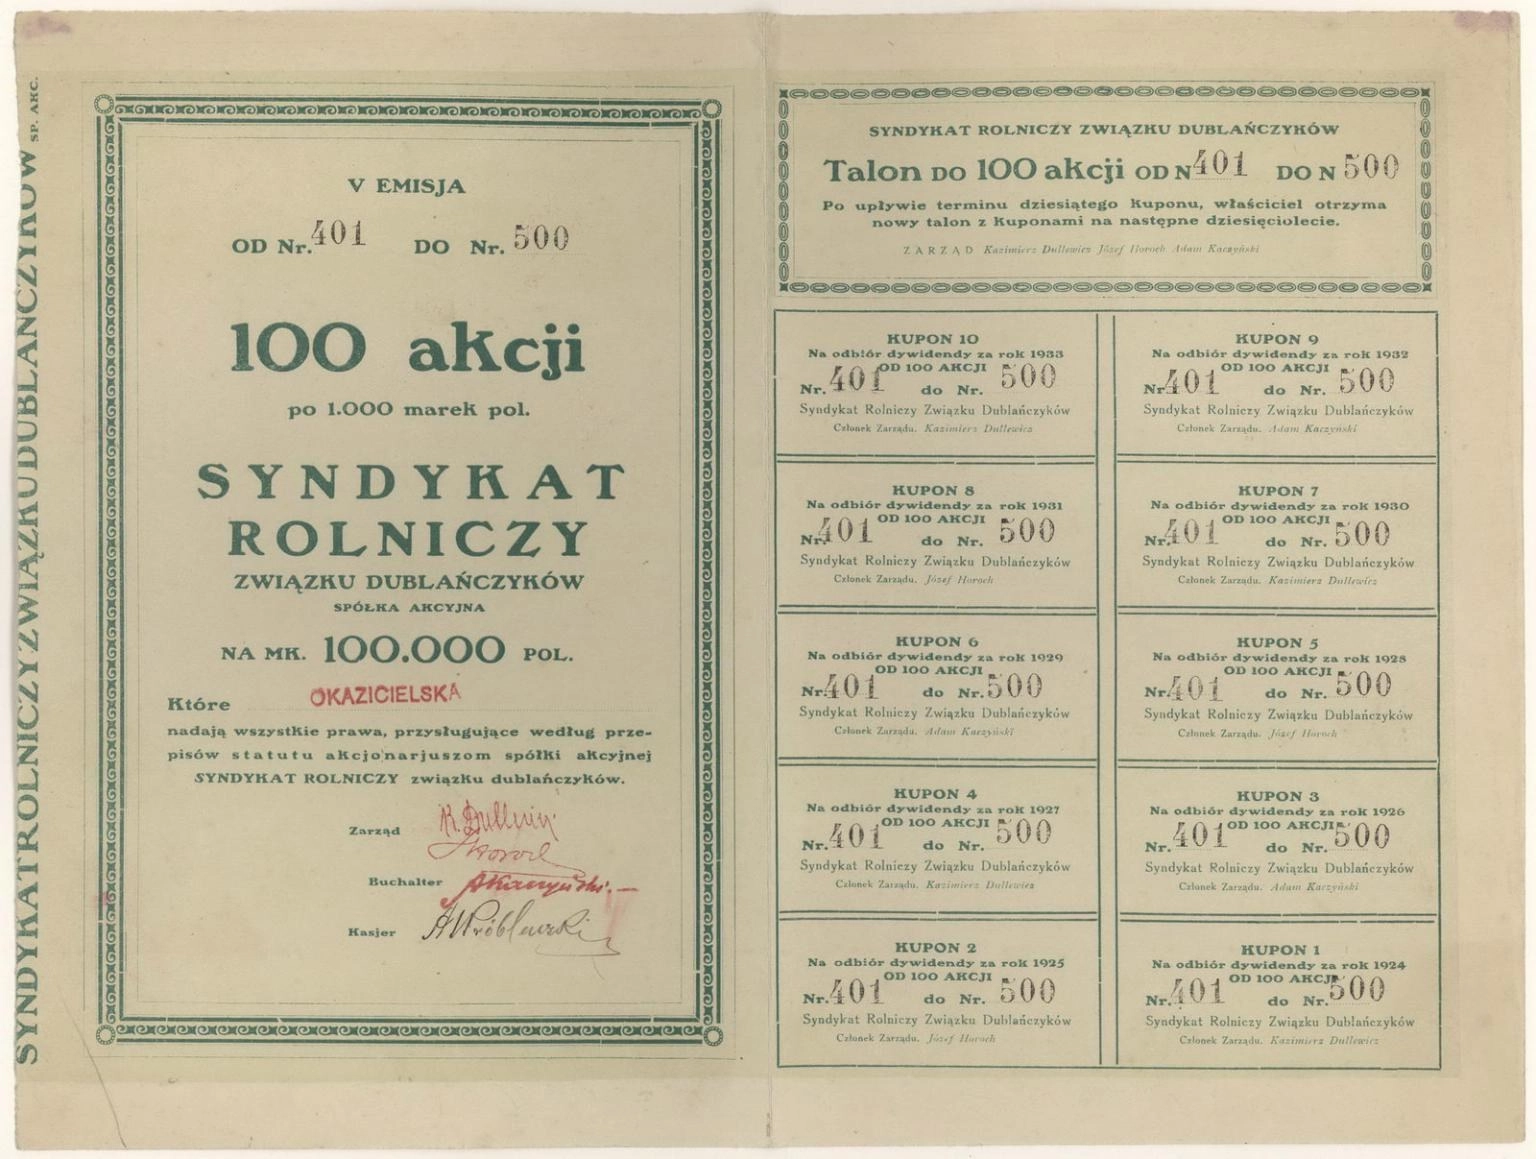 SYNDYKAT ROLNICZY ZWIĄZKU DUBLAŃCZYKÓW SP. AKC.
V EMISJA
OD Nr. 401 DO Nr. 500
100 akcji
po 1.000 marek pol.
SYNDYKAT
ROLNICZY
ZWIĄZKU DUBLAŃCZYKÓW
SPÓŁKA AKCYJNA
NA MK. 100.000 POL.
Które OKAZICIELSKA
nadają wszystkie prawa, przysługujące według prze-
pisów statutu akcjonarjuszom spółki akcyjnej
SYNDYKAT ROLNICZY związku dublańczyków.
Zarząd K. Dullewicz
J Horoch
Buchalter AKaczyński.
Kasjer AWróblewski
SYNDYKAT ROLNICZY ZWIĄZKU DUBLAŃCZYKÓW
Talon DO 100 akcji OD N 401 DO N 500
Po upływie terminu dziesiątego kuponu, właściciel otrzyma
nowy talon z kuponami na następne dziesięciolecie.
ZARZĄD Kazimierz Dullewicz Józef Horoch Adam Kaczyński
KUPON 10
Na odbiór dywidendy za rok 1933
OD 100 AKCJI
Nr. 401 do Nr. 500
Syndykat Rolniczy Związku Dublańczyków
Członek Zarządu. Kazimierz Dullewicz
KUPON 9
Na odbiór dywidendy za rok 1932
OD 100 AKCJI
Nr. 401 do Nr. 500
Syndykat Rolniczy Związku Dublańczyków
Członek Zarządu. Adam Kaczyński
KUPON 8
Na odbiór dywidendy za rok 1931
OD 100 AKCJI
Nr. 401 do Nr. 500
Syndykat Rolniczy Związku Dublańczyków
Członek Zarządu. Józef Horoch
KUPON 7
Na odbiór dywidendy za rok 1930
OD 100 AKCJI
Nr. 401 do Nr. 500
Syndykat Rolniczy Związku Dublańczyków
Członek Zarządu. Kazimierz Dullewicz
KUPON 6
Na odbiór dywidendy za rok 1929
OD 100 AKCJI
Nr. 401 do Nr. 500
Syndykat Rolniczy Związku Dublańczyków
Członek Zarządu. Adam Kaczyński
KUPON 5
Na odbiór dywidendy za rok 1928
OD 100 AKCJI
Nr. 401 do Nr. 500
Syndykat Rolniczy Związku Dublańczyków
Członek Zarządu. Józef Horoch
KUPON 4
Na odbiór dywidendy za rok 1927
OD 100 AKCJI
Nr. 401 do Nr. 500
Syndykat Rolniczy Związku Dublańczyków
Członek Zarządu. Kazimierz Dullewicz
KUPON 3
Na odbiór dywidendy za rok 1926
OD 100 AKCJI
Nr. 401 do Nr. 500
Syndykat Rolniczy Związku Dublańczyków
Członek Zarządu. Adam Kaczyński
KUPON 2
Na odbiór dywidendy za rok 1925
OD 100 AKCJI
Nr. 401 do Nr. 500
Syndykat Rolniczy Związku Dublańczyków
Członek Zarządu. Józef Horoch
KUPON 1
Na odbiór dywidendy za rok 1924
OD 100 AKCJI
Nr. 401 do Nr. 500
Syndykat Rolniczy Związku Dublańczyków
Członek Zarządu. Kazimierz Dullewicz